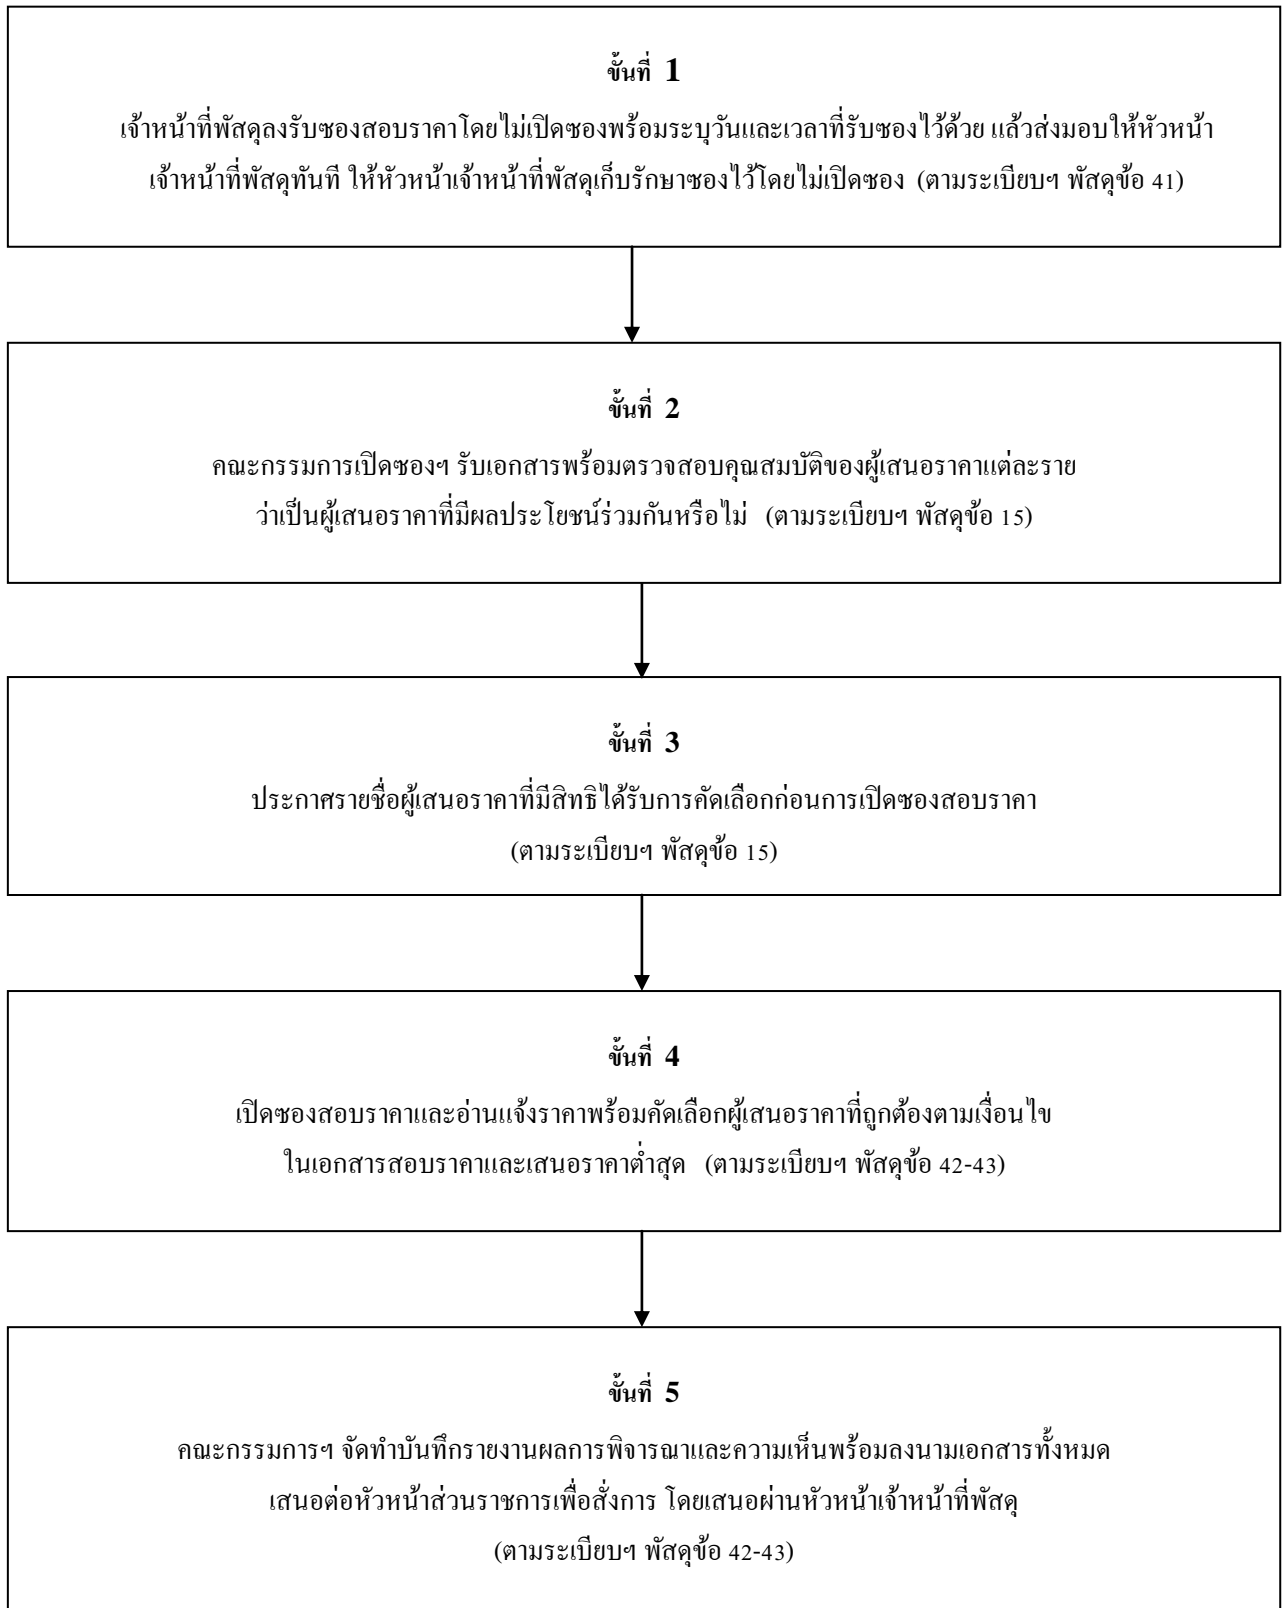 ขั้นที่ 1
เจ้าหน้าที่พัสดุลงรับซองสอบราคาโดยไม่เปิดซองพร้อมระบุวันและเวลาที่รับซองไว้ด้วย แล้วส่งมอบให้หัวหน้า
เจ้าหน้าที่พัสดุทันที ให้หัวหน้าเจ้าหน้าที่พัสดุเก็บรักษาซองไว้โดยไม่เปิดซอง (ตามระเบียบฯ พัสดุข้อ 41)
ขั้นที่ 2
คณะกรรมการเปิดซองฯ รับเอกสารพร้อมตรวจสอบคุณสมบัติของผู้เสนอราคาแต่ละราย
ว่าเป็นผู้เสนอราคาที่มีผลประโยชน์ร่วมกันหรือไม่ (ตามระเบียบฯ พัสดุข้อ 15)
ขั้นที่ 3
ประกาศรายชื่อผู้เสนอราคาที่มีสิทธิได้รับการคัดเลือกก่อนการเปิดซองสอบราคา
(ตามระเบียบฯ พัสดุข้อ 15)
ขั้นที่ 4
เปิดซองสอบราคาและอ่านแจ้งราคาพร้อมคัดเลือกผู้เสนอราคาที่ถูกต้องตามเงื่อนไข
ในเอกสารสอบราคาและเสนอราคาต่ำสุด (ตามระเบียบฯ พัสดุข้อ 42-43)
ขั้นที่ 5
คณะกรรมการฯ จัดทำบันทึกรายงานผลการพิจารณาและความเห็นพร้อมลงนามเอกสารทั้งหมด
เสนอต่อหัวหน้าส่วนราชการเพื่อสั่งการ โดยเสนอผ่านหัวหน้าเจ้าหน้าที่พัสดุ
(ตามระเบียบฯ พัสดุข้อ 42-43)